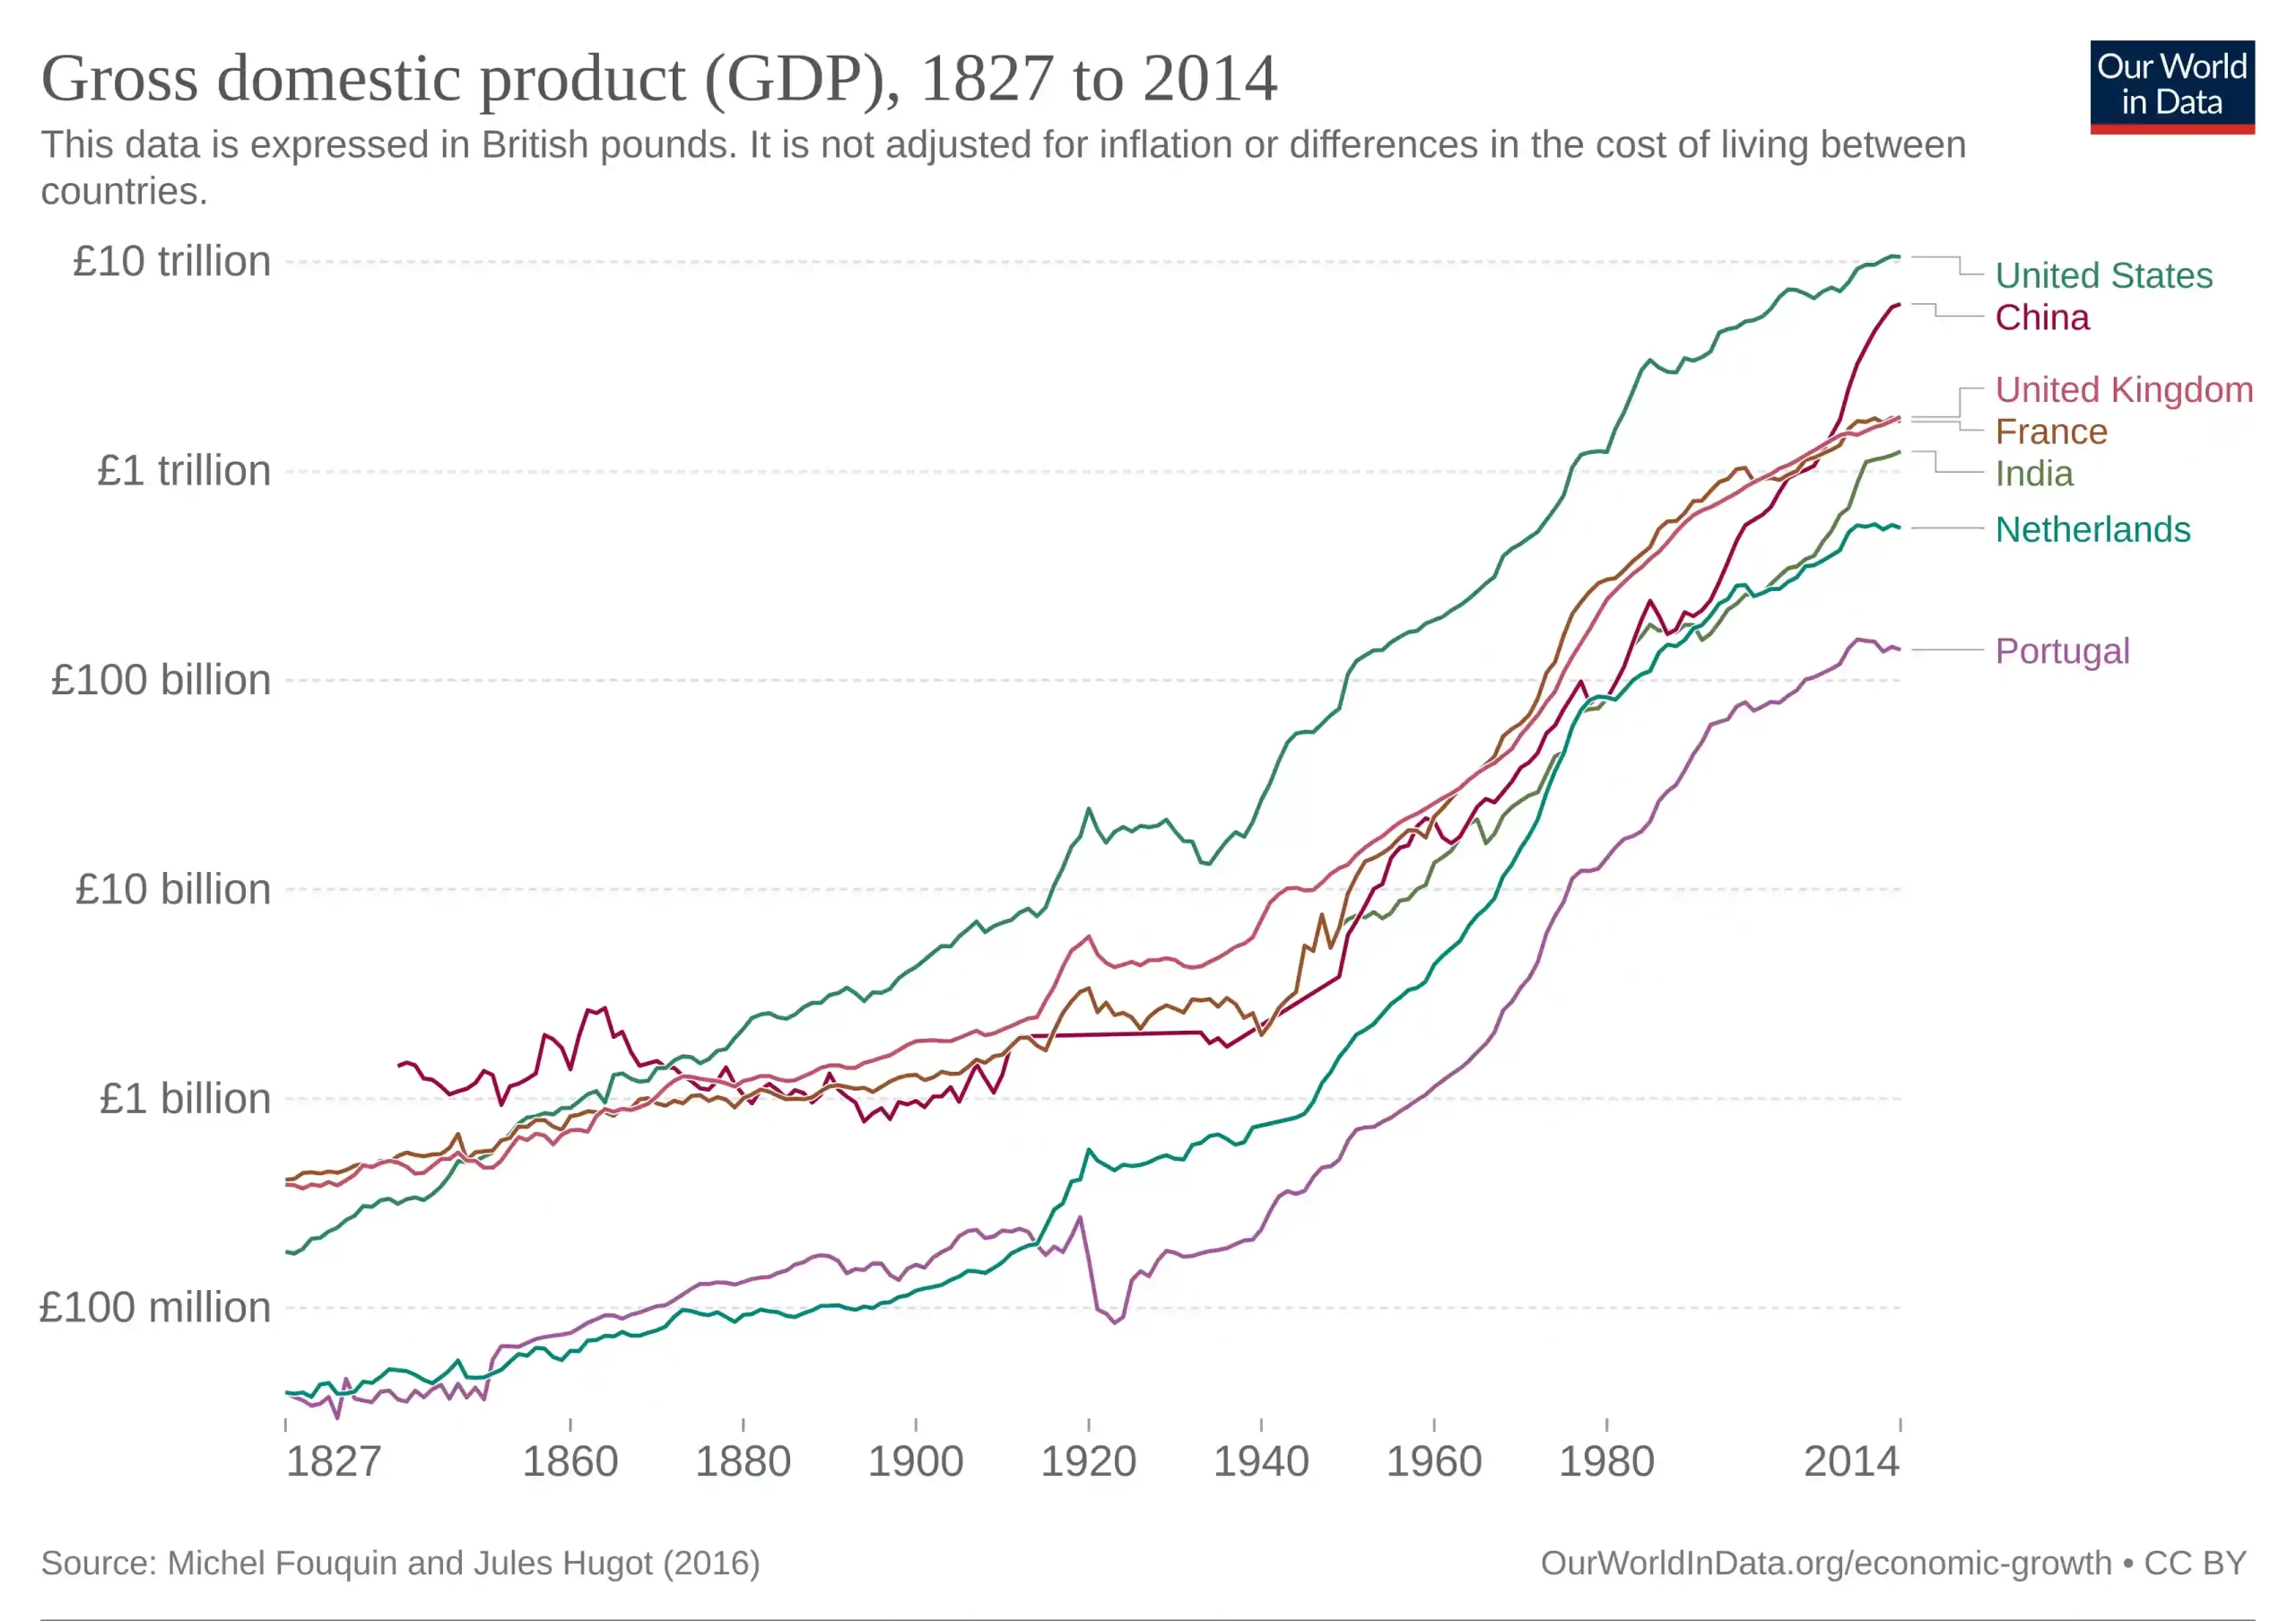 Gross domestic product (GDP), 1827 to 2014
Our World
in Data
This data is expressed in British pounds. It is not adjusted for inflation or differences in the cost of living between
countries.
£10 trillion
£1 trillion
£100 billion
£10 billion
£1 billion
£100 million
United States
China
United Kingdom
France
India
Netherlands
Portugal
1827 1860 1880 1900 1920 1940 1960 1980 2014
Source: Michel Fouquin and Jules Hugot (2016)
OurWorldInData.org/economic-growth • CC BY